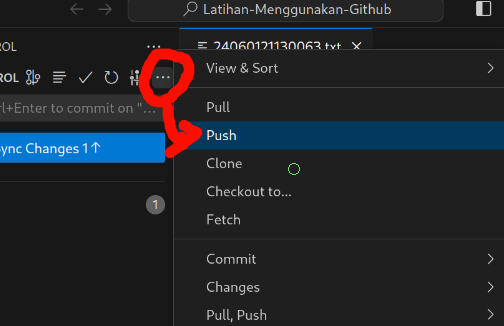 Latihan-Menggunakan-Github
ROL
24060121130063.txt
ROL
View & Sort
rl+Enter to commit on "...
Pull
Push
ync Changes 1↑
Clone
Checkout to...
1
Fetch
Commit
Changes
Pull, Push